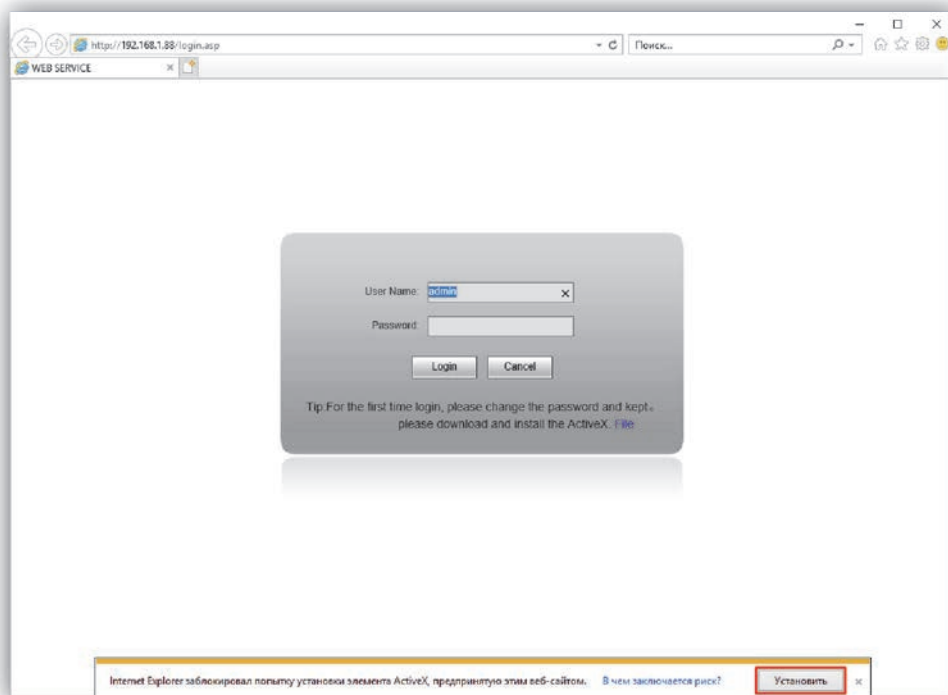 http://192.168.1.88/login.asp
Поиск...
WEB SERVICE
User Name:
admin
Password:
Login
Cancel
Tip:For the first time login, please change the password and kept.
please download and install the ActiveX. File
Internet Explorer заблокировал попытку установки элемента ActiveX, предпринятую этим веб-сайтом.
В чем заключается риск?
Установить